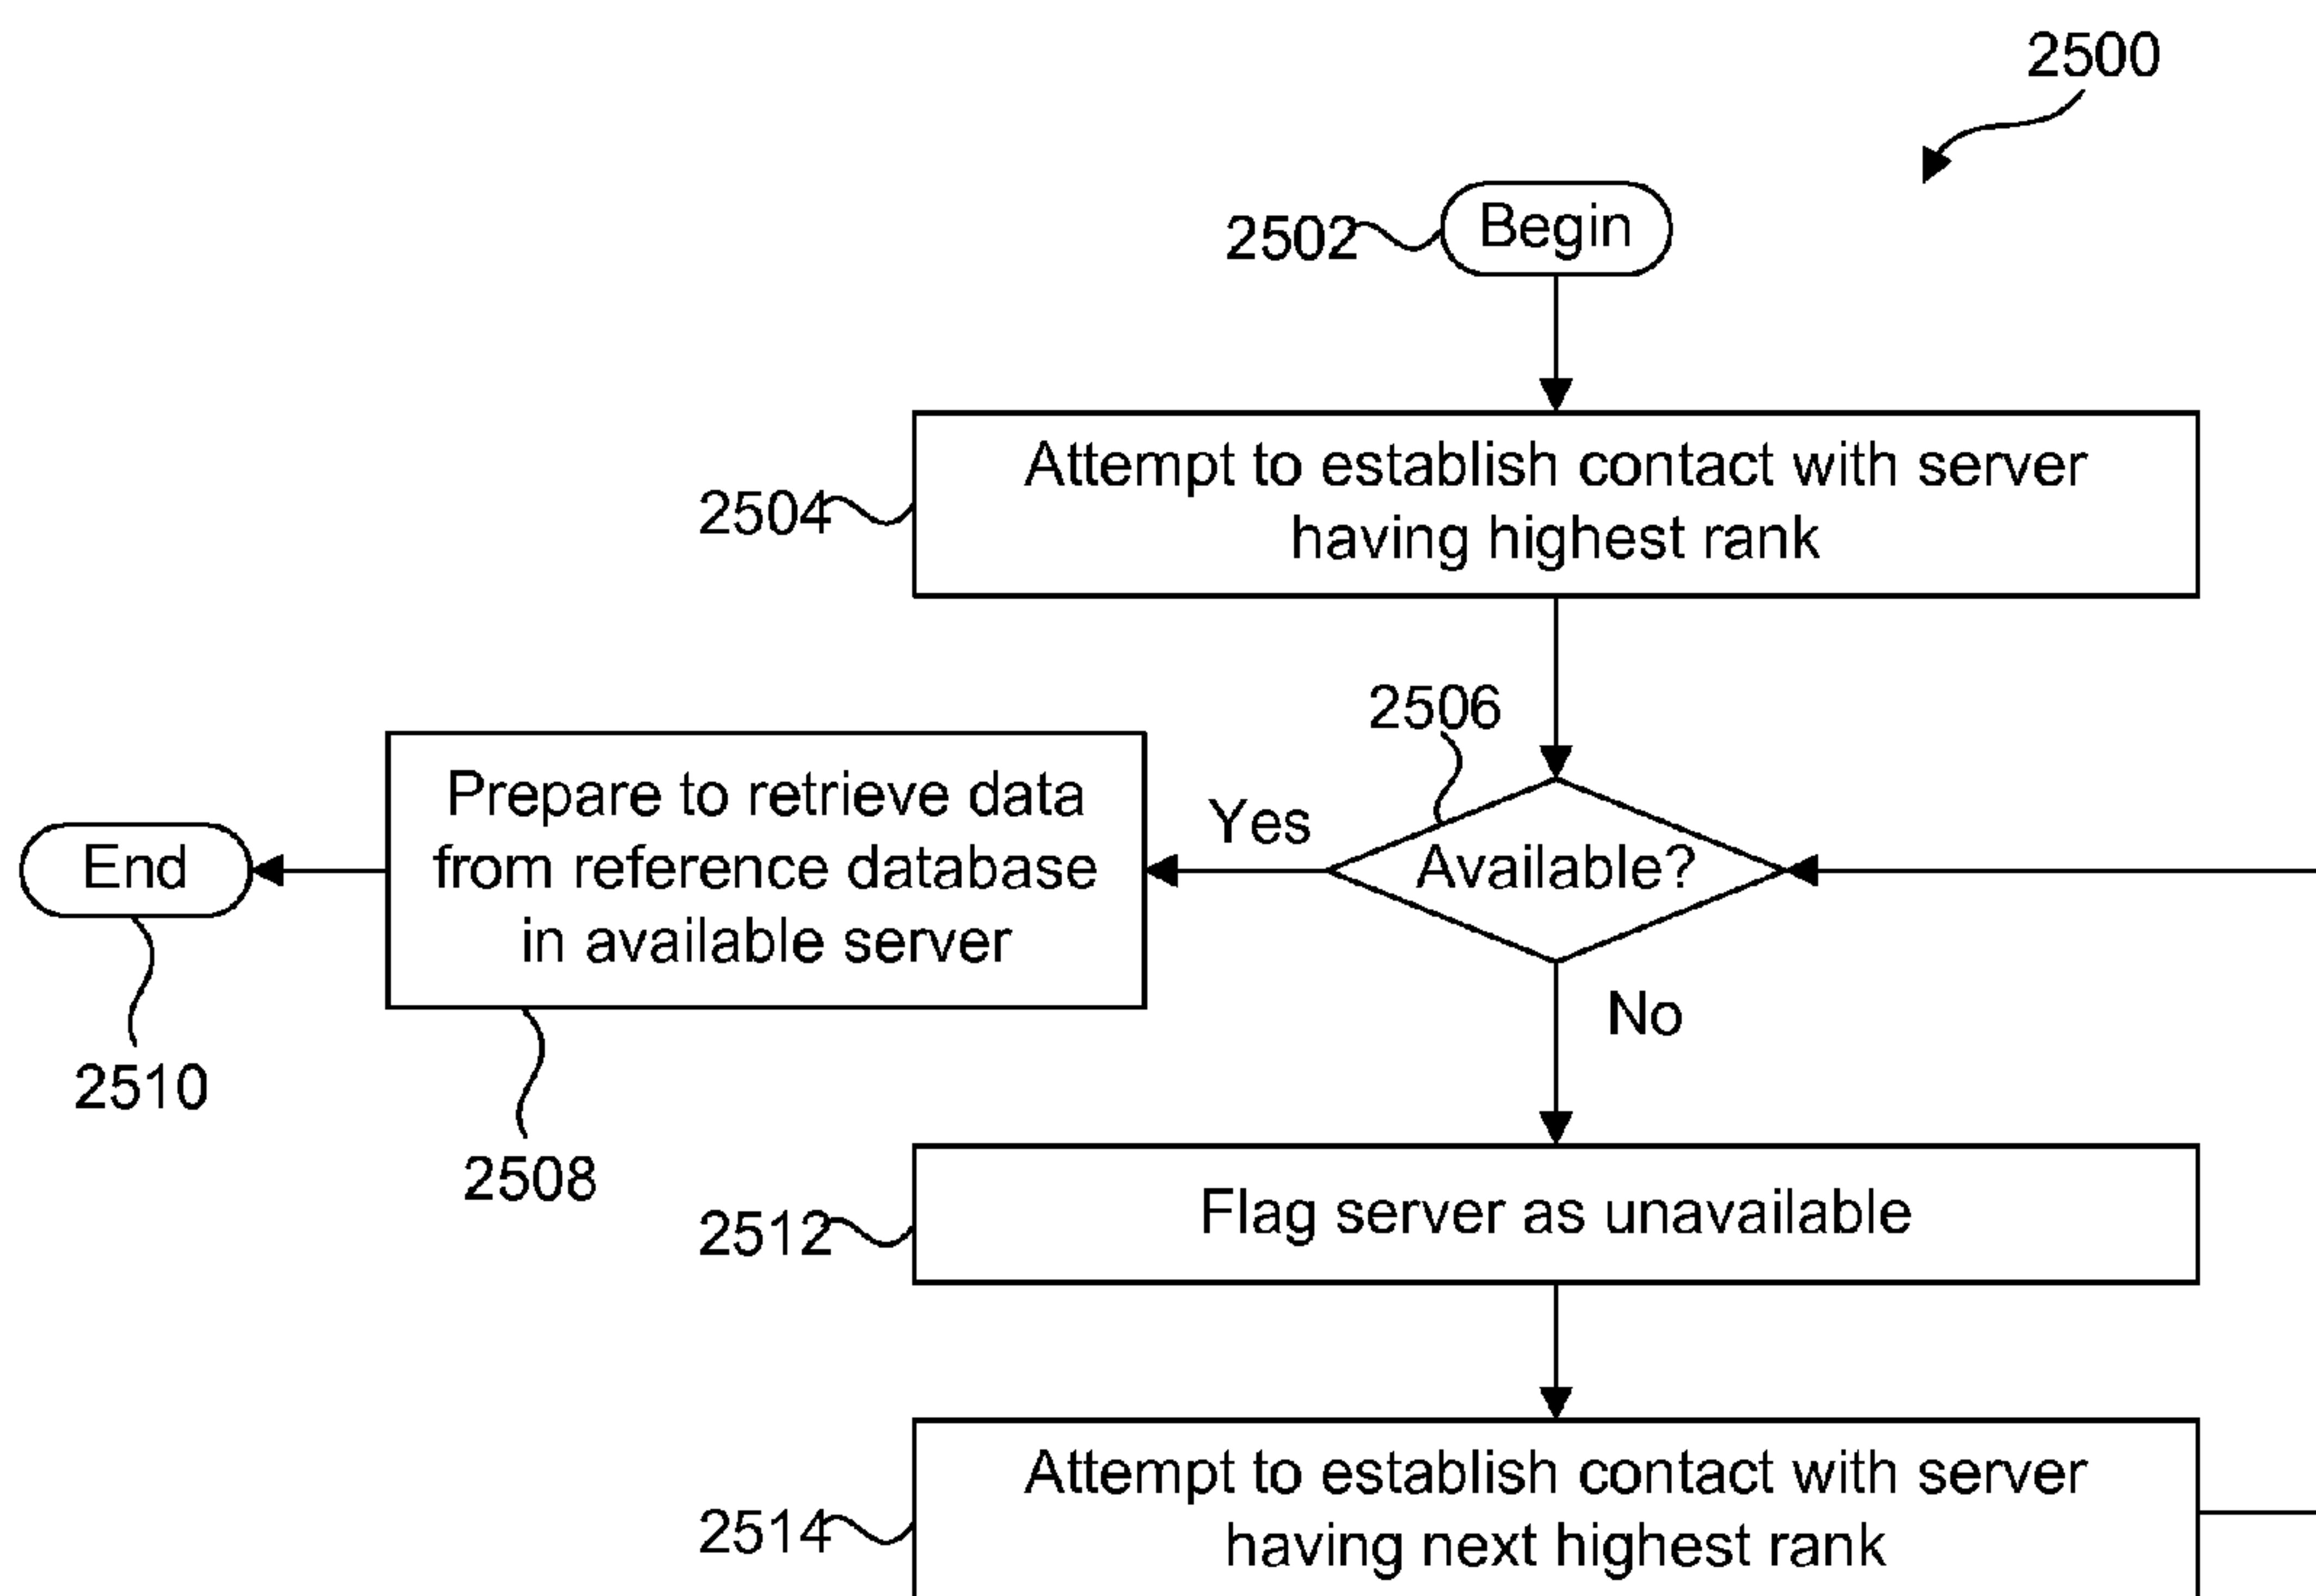 2500
2502
Begin
Attempt to establish contact with server
having highest rank
2504
2506
Prepare to retrieve data
from reference database
in available server
Yes
Available?
End
No
2510
2508
Flag server as unavailable
2512
Attempt to establish contact with server
having next highest rank
2514